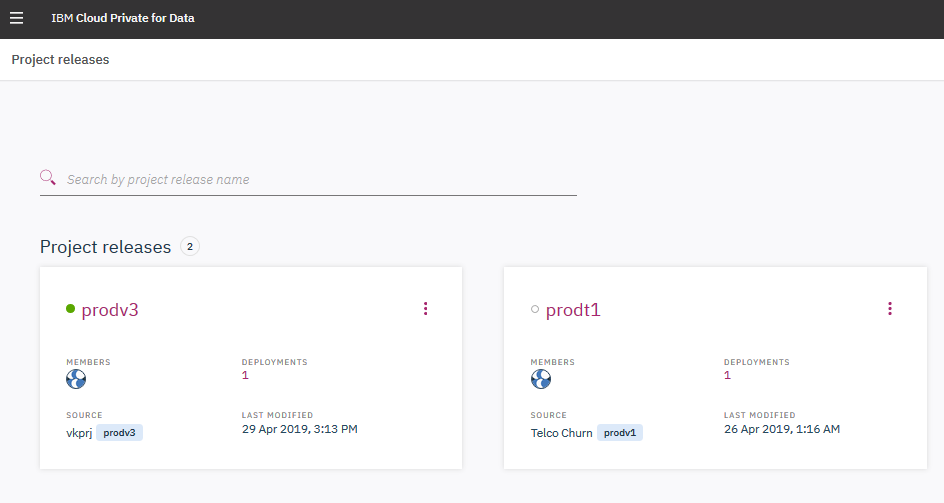 IBM Cloud Private for Data
Project releases
Search by project release name
Project releases 2
prodv3
MEMBERS DEPLOYMENTS
1
SOURCE LAST MODIFIED
vkprj prodv3 29 Apr 2019, 3:13 PM
prodt1
MEMBERS DEPLOYMENTS
1
SOURCE LAST MODIFIED
Telco Churn prodv1 26 Apr 2019, 1:16 AM